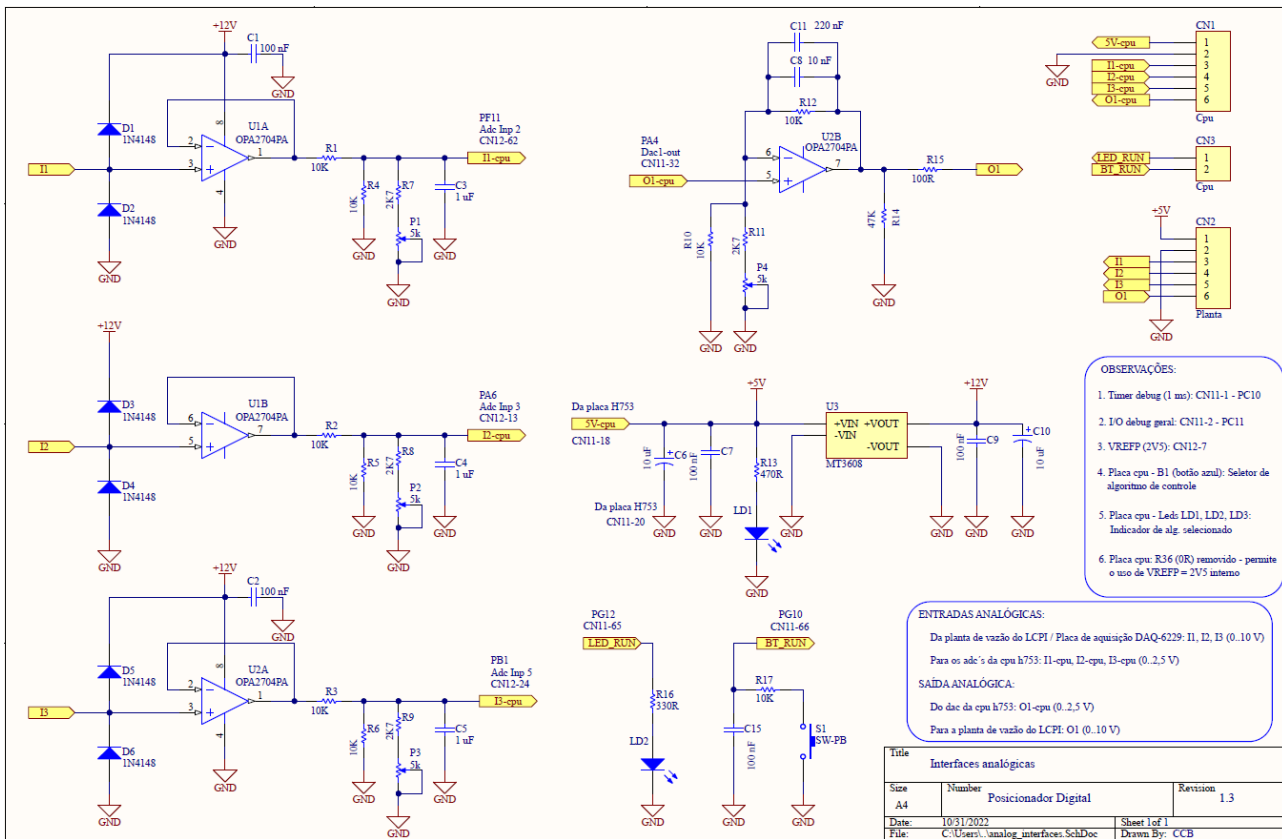 +12V
C1
100 nF
GND
D1
1N4148
8
U1A
OPA2704PA
2
3
1
4
I1
D2
1N4148
GND
GND
R1
10K
R4
10K
R7
2K7
P1
5k
C3
1 uF
GND
GND
GND
PF11
Adc Inp 2
CN12-62
I1-cpu
+12V
D3
1N4148
U1B
OPA2704PA
6
5
7
I2
D4
1N4148
GND
R2
10K
R5
10K
R8
2K7
P2
5k
C4
1 uF
GND
GND
GND
PA6
Adc Inp 3
CN12-13
I2-cpu
+12V
C2
100 nF
GND
D5
1N4148
8
U2A
OPA2704PA
2
3
1
4
I3
D6
1N4148
GND
GND
R3
10K
R6
10K
R9
2K7
P3
5k
C5
1 uF
GND
GND
GND
PB1
Adc Inp 5
CN12-24
I3-cpu
C11
220 nF
C8
10 nF
R12
10K
U2B
OPA2704PA
6
5
7
PA4
Dac1-out
CN11-32
O1-cpu
R10
10K
R11
2K7
P4
5k
GND
GND
R15
100R
O1
47K
R14
GND
CN1
5V-cpu
1
2
I1-cpu
3
I2-cpu
4
I3-cpu
5
O1-cpu
6
GND
Cpu
CN3
LED_RUN
1
BT_RUN
2
Cpu
+5V
CN2
1
2
I1
3
I2
4
I3
5
O1
6
Planta
GND
Da placa H753
5V-cpu
CN11-18
10 uF
C6
100 nF
C7
+5V
R13
470R
LD1
GND
GND
GND
Da placa H753
CN11-20
U3
+VIN
+VOUT
-VIN
-VOUT
MT3608
GND
GND
+12V
100 nF
C9
C10
10 uF
GND
GND
PG12
CN11-65
LED_RUN
R16
330R
LD2
GND
PG10
CN11-66
BT_RUN
R17
10K
C15
100 nF
S1
SW-PB
GND
GND
OBSERVAÇÕES:
1. Timer debug (1 ms): CN11-1 - PC10
2. I/O debug geral: CN11-2 - PC11
3. VREFP (2V5): CN12-7
4. Placa cpu - B1 (botão azul): Seletor de
algoritmo de controle
5. Placa cpu - Leds LD1, LD2, LD3:
Indicador de alg. selecionado
6. Placa cpu: R36 (0R) removido - permite
o uso de VREFP = 2V5 interno
ENTRADAS ANALÓGICAS:
Da planta de vazão do LCPI / Placa de aquisição DAQ-6229: I1, I2, I3 (0..10 V)
Para os adc´s da cpu h753: I1-cpu, I2-cpu, I3-cpu (0..2,5 V)
SAÍDA ANALÓGICA:
Do dac da cpu h753: O1-cpu (0..2,5 V)
Para a planta de vazão do LCPI: O1 (0..10 V)
Title
Interfaces analógicas
Size
A4
Number
Posicionador Digital
Revision
1.3
Date:
10/31/2022
Sheet 1of 1
File:
C:\Users\..\analog_interfaces.SchDoc
Drawn By: CCB